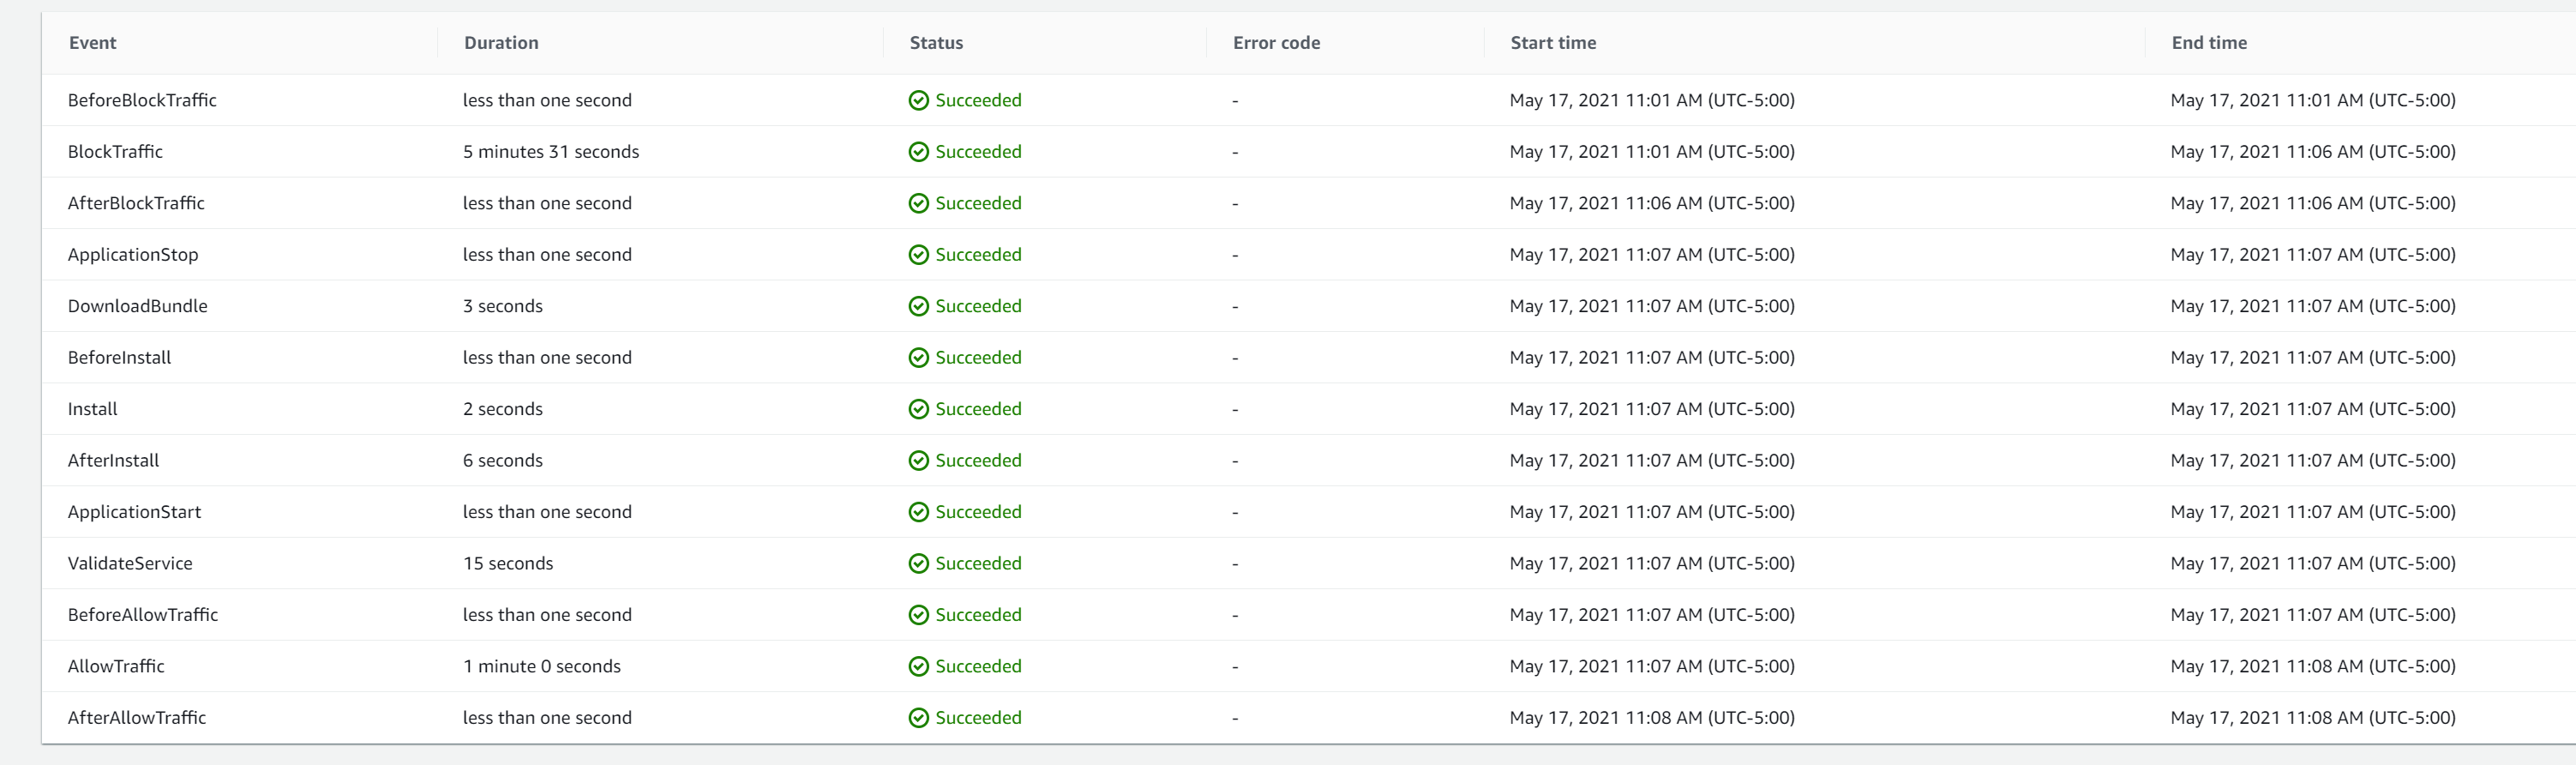 Event Duration Status Error code Start time End time
BeforeBlockTraffic less than one second Succeeded - May 17, 2021 11:01 AM (UTC-5:00) May 17, 2021 11:01 AM (UTC-5:00)
BlockTraffic 5 minutes 31 seconds Succeeded - May 17, 2021 11:01 AM (UTC-5:00) May 17, 2021 11:06 AM (UTC-5:00)
AfterBlockTraffic less than one second Succeeded - May 17, 2021 11:06 AM (UTC-5:00) May 17, 2021 11:06 AM (UTC-5:00)
ApplicationStop less than one second Succeeded - May 17, 2021 11:07 AM (UTC-5:00) May 17, 2021 11:07 AM (UTC-5:00)
DownloadBundle 3 seconds Succeeded - May 17, 2021 11:07 AM (UTC-5:00) May 17, 2021 11:07 AM (UTC-5:00)
BeforeInstall less than one second Succeeded - May 17, 2021 11:07 AM (UTC-5:00) May 17, 2021 11:07 AM (UTC-5:00)
Install 2 seconds Succeeded - May 17, 2021 11:07 AM (UTC-5:00) May 17, 2021 11:07 AM (UTC-5:00)
AfterInstall 6 seconds Succeeded - May 17, 2021 11:07 AM (UTC-5:00) May 17, 2021 11:07 AM (UTC-5:00)
ApplicationStart less than one second Succeeded - May 17, 2021 11:07 AM (UTC-5:00) May 17, 2021 11:07 AM (UTC-5:00)
ValidateService 15 seconds Succeeded - May 17, 2021 11:07 AM (UTC-5:00) May 17, 2021 11:07 AM (UTC-5:00)
BeforeAllowTraffic less than one second Succeeded - May 17, 2021 11:07 AM (UTC-5:00) May 17, 2021 11:07 AM (UTC-5:00)
AllowTraffic 1 minute 0 seconds Succeeded - May 17, 2021 11:07 AM (UTC-5:00) May 17, 2021 11:08 AM (UTC-5:00)
AfterAllowTraffic less than one second Succeeded - May 17, 2021 11:08 AM (UTC-5:00) May 17, 2021 11:08 AM (UTC-5:00)